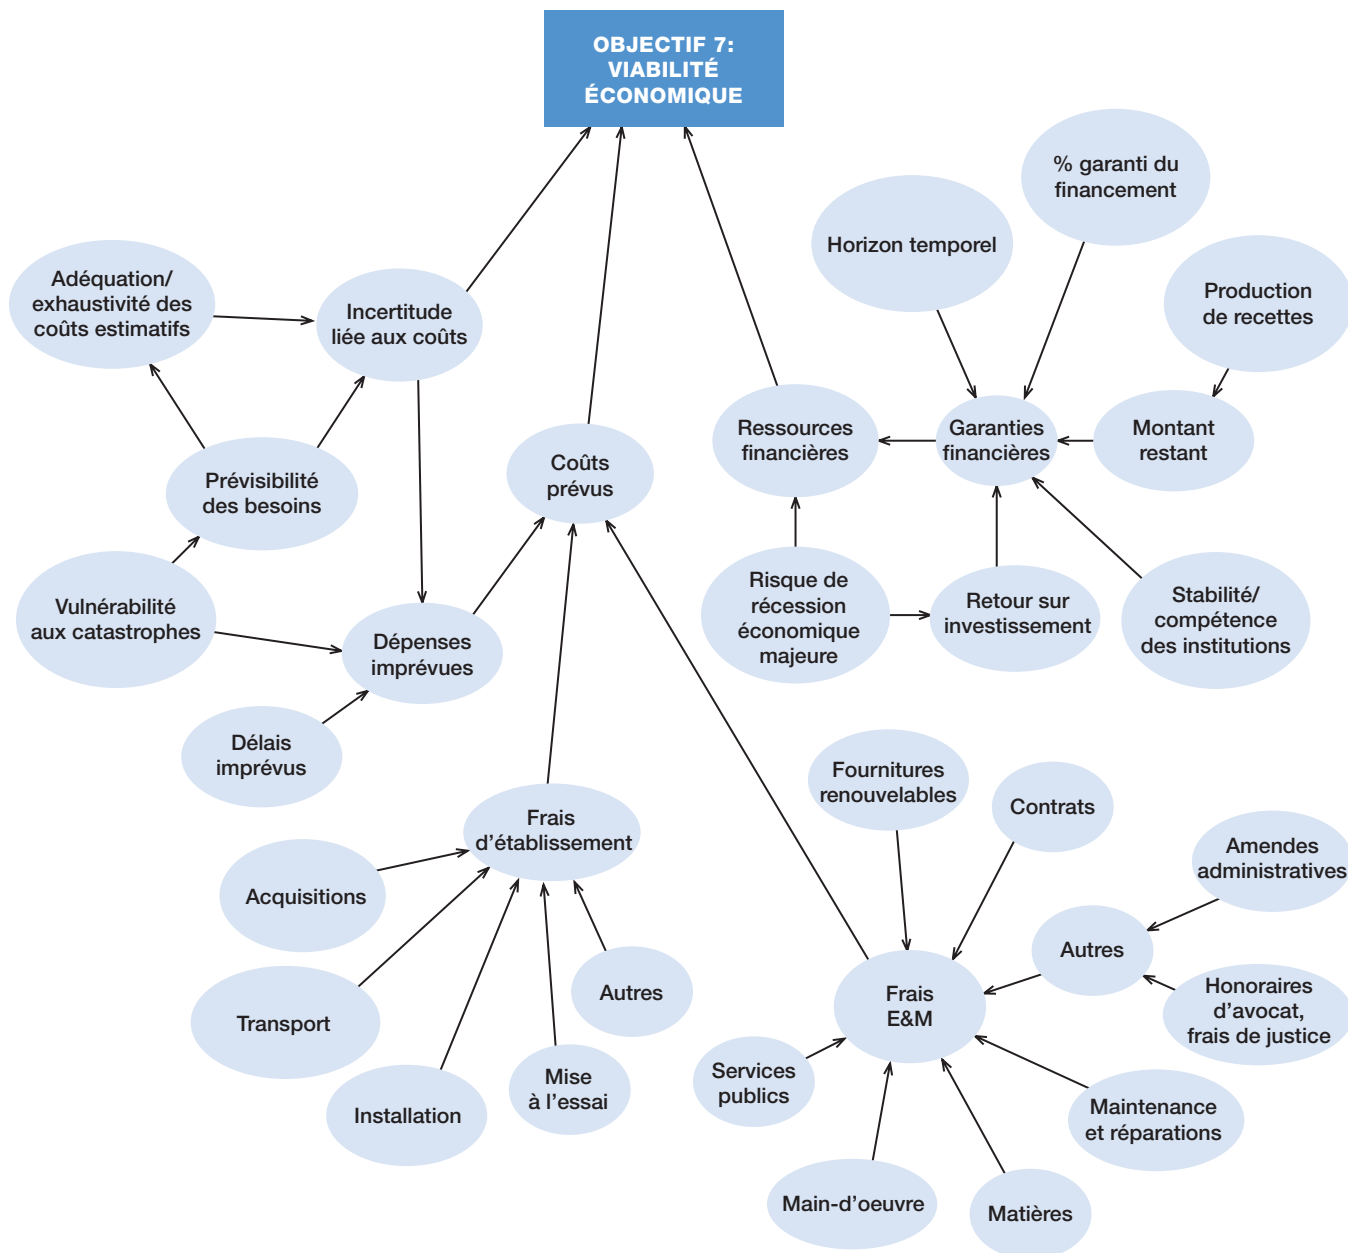 OBJECTIF 7:
VIABILITÉ
ÉCONOMIQUE
% garanti du
financement
Horizon temporel
Production
de recettes
Adéquation/
exhaustivité des
coûts estimatifs
Incertitude
liée aux coûts
Ressources
financières
Garanties
financières
Montant
restant
Coûts
prévus
Prévisibilité
des besoins
Vulnérabilité
aux catastrophes
Dépenses
imprévues
Risque de
récession
économique
majeure
Retour sur
investissement
Stabilité/
compétence
des institutions
Délais
imprévus
Fournitures
renouvelables
Contrats
Frais
d’établissement
Amendes
administratives
Acquisitions
Autres
Autres
Transport
Frais
E&M
Honoraires
d’avocat,
frais de justice
Services
publics
Mise
à l’essai
Installation
Maintenance
et réparations
Main-d’oeuvre
Matières